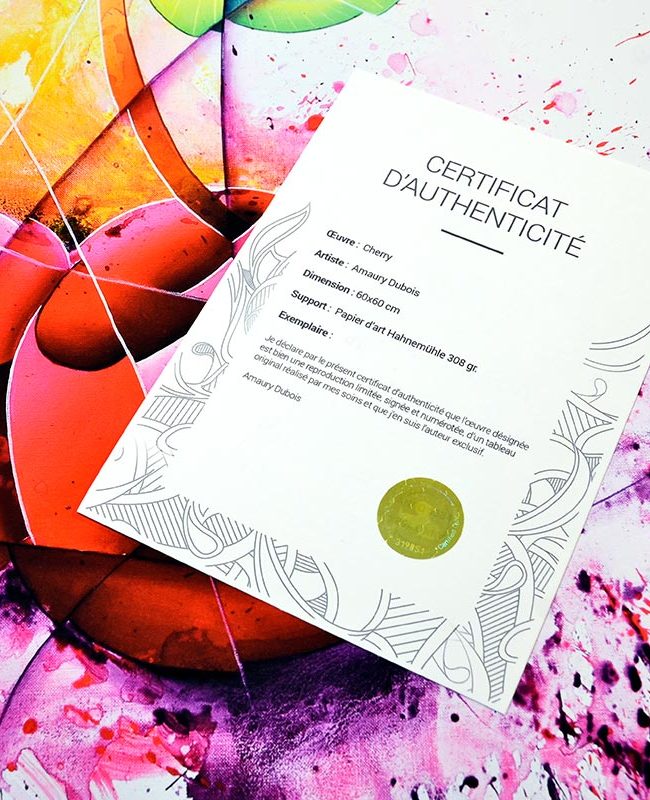 CERTIFICAT
D'AUTHENTICITÉ
Œuvre : Cherry
Artiste : Amaury Dubois
Dimension : 60x60 cm
Support : Papier d'art Hahnemühle 308 gr.
Exemplaire :
Je déclare par le présent certificat d'authenticité que l'œuvre désignée
est bien une reproduction limitée, signée et numérotée, d'un tableau
original réalisé par mes soins et que j'en suis l'auteur exclusif.
Amaury Dubois
319851